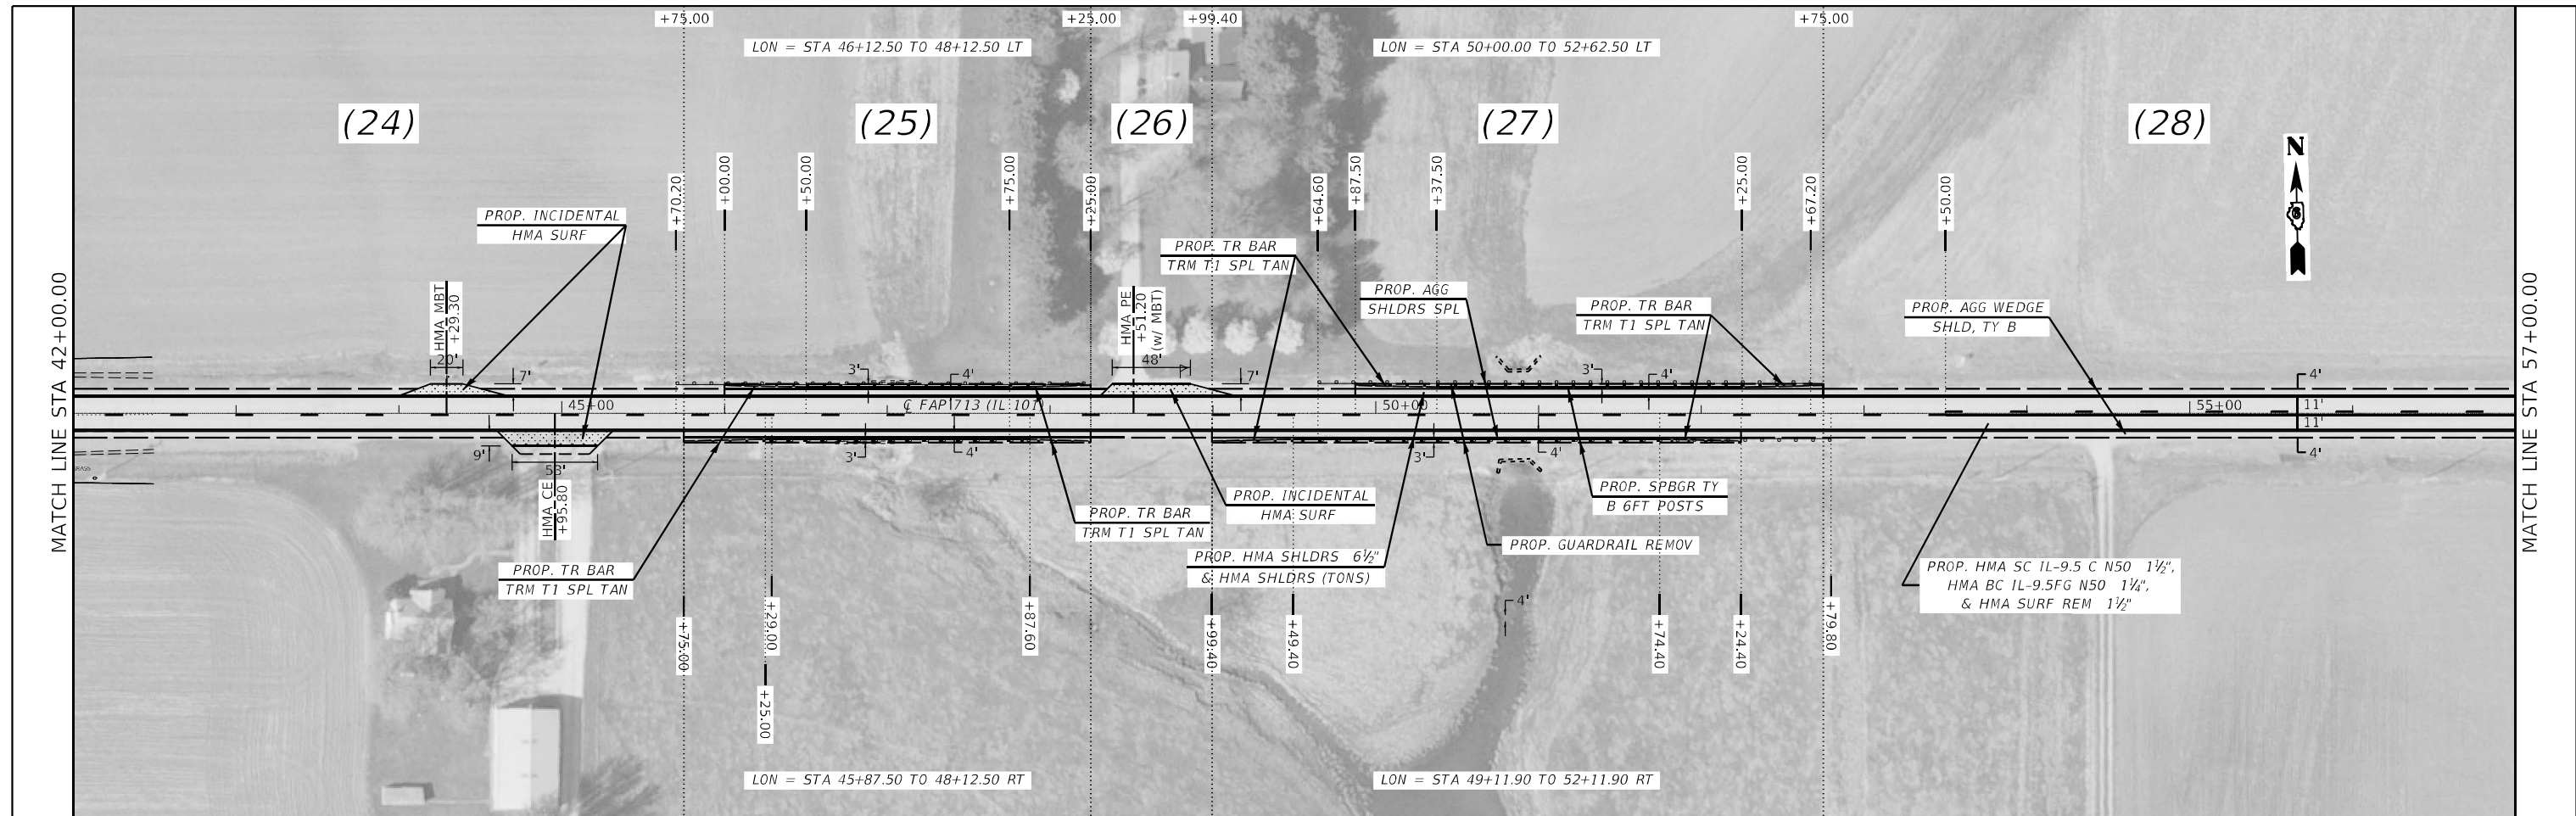 +75.00
+25.00
+99.40
+75.00
LON = STA 46+12.50 TO 48+12.50 LT
LON = STA 50+00.00 TO 52+62.50 LT
(24)
(25)
(26)
(27)
(28)
N
+70.20
+00.00
+50.00
+75.00
+25.00
+64.60
+87.50
+37.50
+25.00
+67.20
+50.00
PROP. INCIDENTAL
HMA SURF
PROP. TR BAR
TRM T1 SPL TAN
PROP. AGG
SHLDRS SPL
PROP. TR BAR
TRM T1 SPL TAN
PROP. AGG WEDGE
SHLD, TY B
MATCH LINE STA 42+00.00
MATCH LINE STA 57+00.00
HMA MBT
+29.30
HMA PE
+51.20
(w/ MBT)
20'
48'
7'
3'
4'
7'
3'
4'
4'
45+00
℄ FAP 713 (IL 101)
50+00
55+00
11'
11'
9'
53'
3'
4'
3'
4'
4'
HMA CE
+95.80
PROP. TR BAR
TRM T1 SPL TAN
PROP. TR BAR
TRM T1 SPL TAN
PROP. INCIDENTAL
HMA SURF
PROP. SPBGR TY
B 6FT POSTS
PROP. GUARDRAIL REMOV
PROP. HMA SHLDRS 6½"
& HMA SHLDRS (TONS)
PROP. HMA SC IL-9.5 C N50 1½",
HMA BC IL-9.5FG N50 1¼",
& HMA SURF REM 1½"
4'
+75.00
+25.00
+29.00
+87.60
+99.40
+49.40
+74.40
+24.40
+79.80
LON = STA 45+87.50 TO 48+12.50 RT
LON = STA 49+11.90 TO 52+11.90 RT